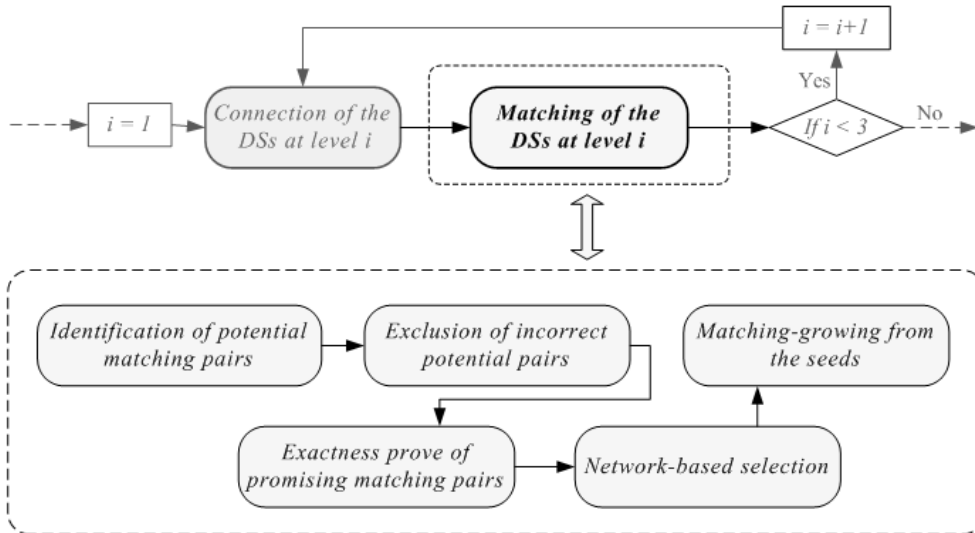 i = i+1
Yes
i = 1
Connection of the
DSs at level i
Matching of the
DSs at level i
If i < 3
No
Identification of potential
matching pairs
Exclusion of incorrect
potential pairs
Matching-growing from
the seeds
Exactness prove of
promising matching pairs
Network-based selection